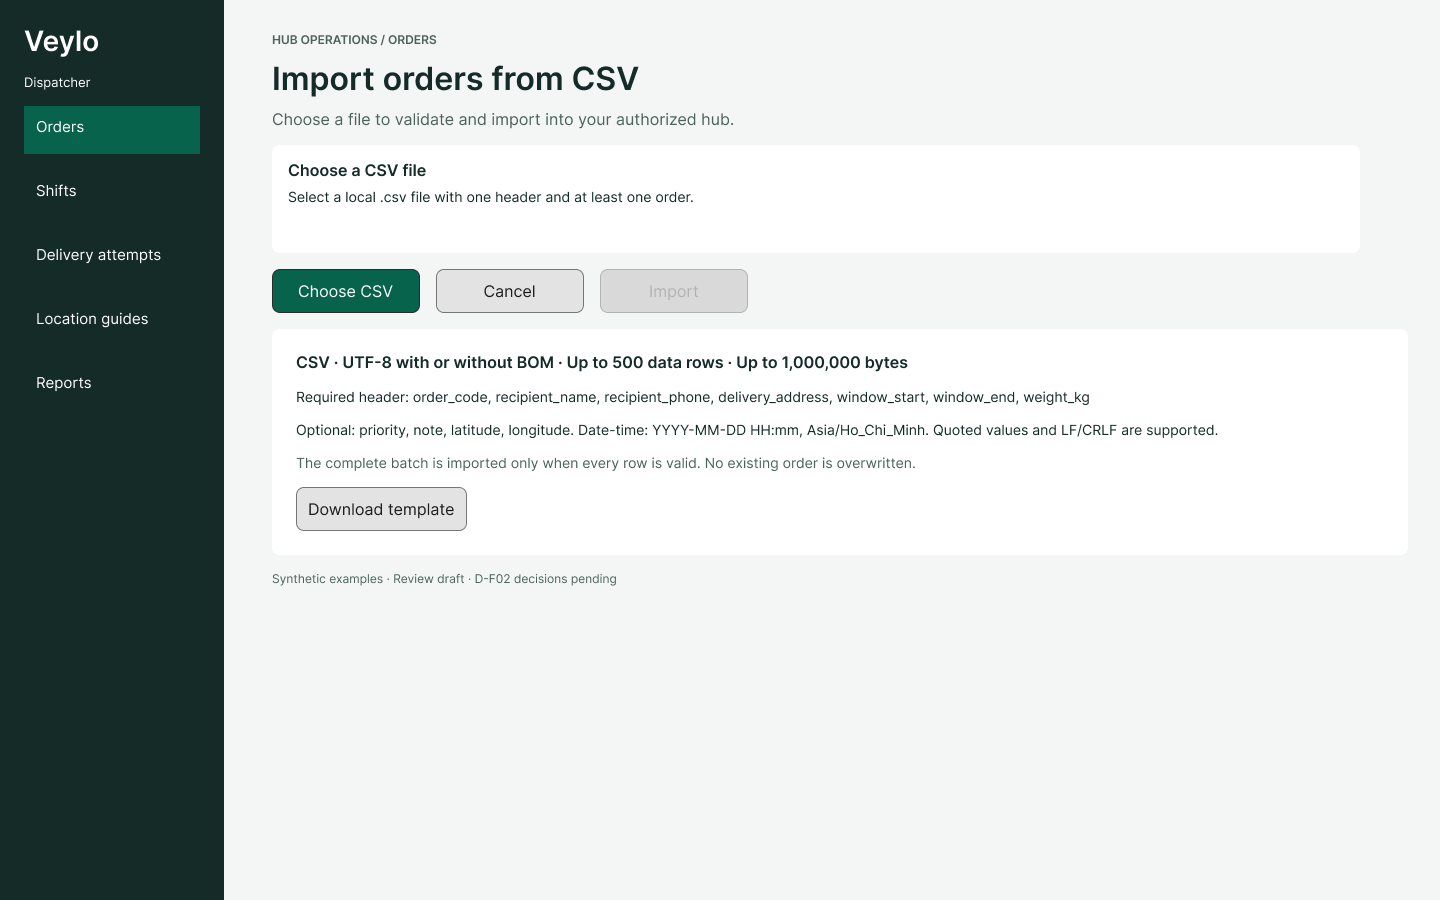 Veylo
Dispatcher
Orders
Shifts
Delivery attempts
Location guides
Reports
HUB OPERATIONS / ORDERS
Import orders from CSV
Choose a file to validate and import into your authorized hub.
Choose a CSV file
Select a local .csv file with one header and at least one order.
Choose CSV
Cancel
Import
CSV · UTF-8 with or without BOM · Up to 500 data rows · Up to 1,000,000 bytes
Required header: order_code, recipient_name, recipient_phone, delivery_address, window_start, window_end, weight_kg
Optional: priority, note, latitude, longitude. Date-time: YYYY-MM-DD HH:mm, Asia/Ho_Chi_Minh. Quoted values and LF/CRLF are supported.
The complete batch is imported only when every row is valid. No existing order is overwritten.
Download template
Synthetic examples · Review draft · D-F02 decisions pending